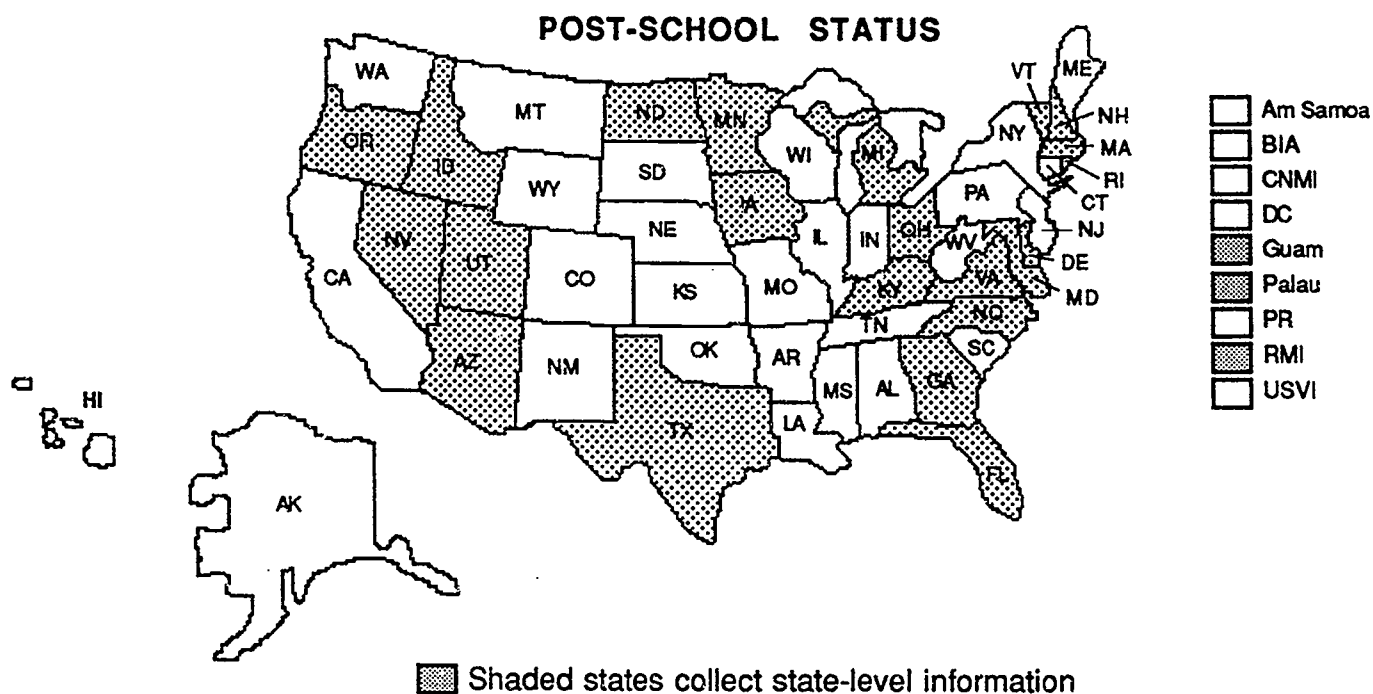 POST-SCHOOL STATUS
WA
MT
ND
MN
VT
ME
OR
ID
WY
SD
WI
MI
NY
NH
MA
RI
CT
NV
UT
CO
NE
IA
IL
IN
OH
PA
NJ
CA
KS
MO
KY
WV
VA
DE
MD
AZ
NM
OK
AR
TN
NC
SC
TX
LA
MS
AL
GA
FL
HI
AK
Am Samoa
BIA
CNMI
DC
Guam
Palau
PR
RMI
USVI
Shaded states collect state-level information